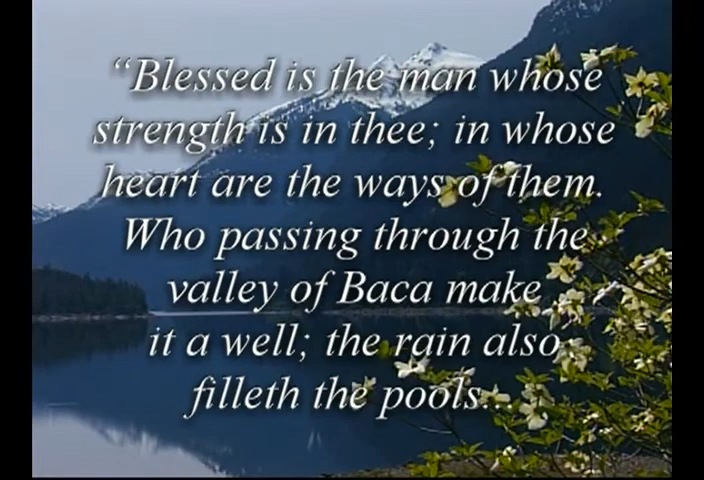 “Blessed is the man whose
strength is in thee; in whose
heart are the ways of them.
Who passing through the
valley of Baca make
it a well; the rain also
filleth the pools...